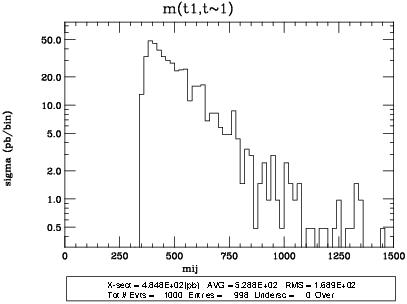 m(t1,t~1)
sigma (pb/bin)
50.0
20.0
10.0
5.0
2.0
1.0
0.5
0 250 500 750 1000 1250 1500
mij
X-sect = 4.848E+02(pb) AVG = 5.288E+02 RMS = 1.689E+02
Tot # Evts = 1000 Entries = 998 Undersc = 0 Over